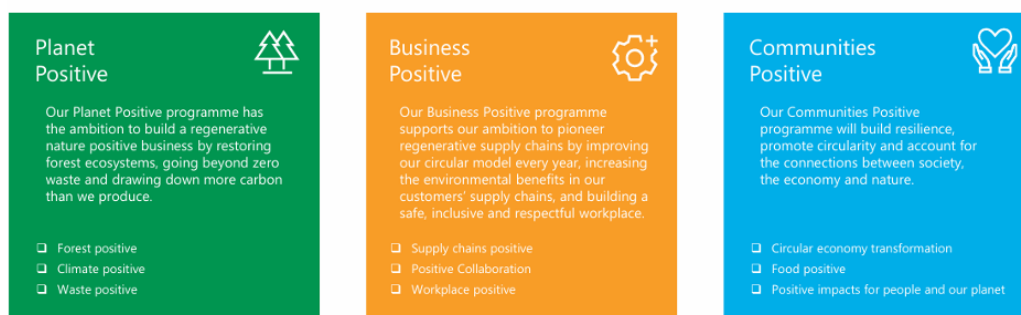 Planet
Positive
Our Planet Positive programme has
the ambition to build a regenerative
nature positive business by restoring
forest ecosystems, going beyond zero
waste and drawing down more carbon
than we produce.
Forest positive
Climate positive
Waste positive
Business
Positive
Our Business Positive programme
supports our ambition to pioneer
regenerative supply chains by improving
our circular model every year, increasing
the environmental benefits in our
customers' supply chains, and building a
safe, inclusive and respectful workplace.
Supply chains positive
Positive Collaboration
Workplace positive
Communities
Positive
Our Communities Positive
programme will build resilience,
promote circularity and account for
the connections between society,
the economy and nature.
Circular economy transformation
Food positive
Positive impacts for people and our planet